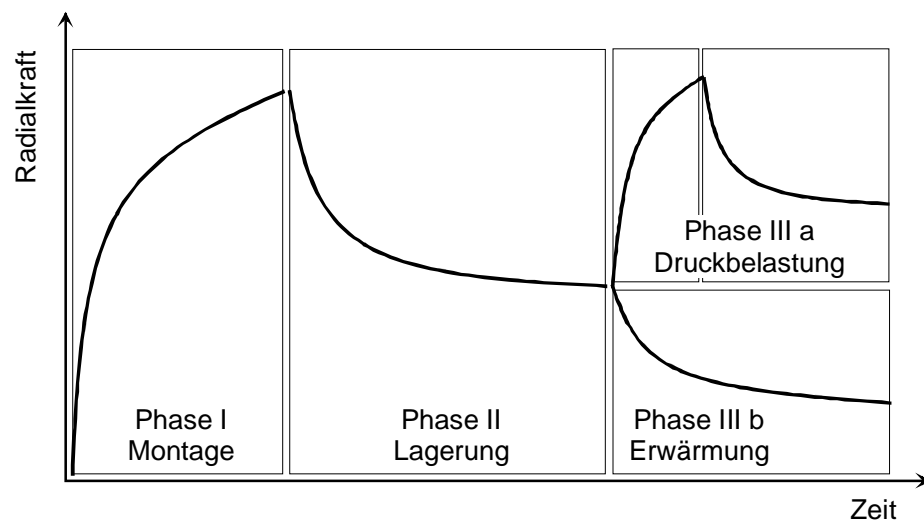 Radialkraft
Phase III a
Druckbelastung
Phase I
Montage
Phase II
Lagerung
Phase III b
Erwärmung
Zeit